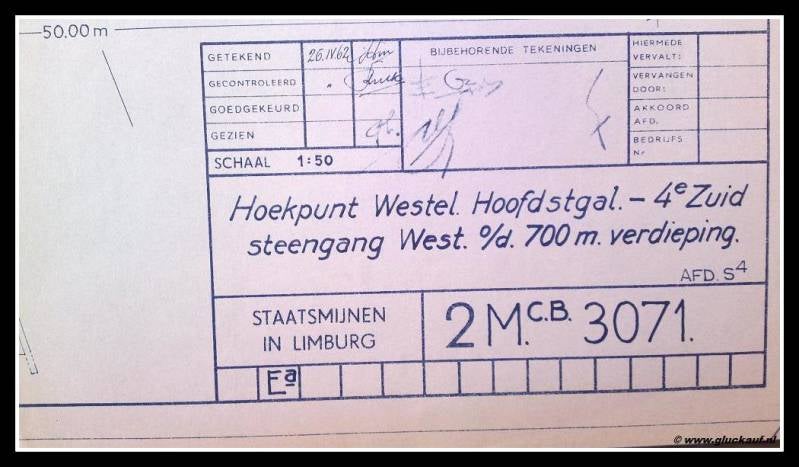 50.00 m
GETEKEND 26.IV.62
BIJBEHORENDE TEKENINGEN
HIERMEDE
VERVALT:
GECONTROLEERD
VERVANGEN
DOOR:
GOEDGEKEURD
AKKOORD
AFD.
GEZIEN
BEDRIJFS
Nr
SCHAAL 1:50
Hoekpunt Westel. Hoofdstgal. – 4e Zuid
steengang West. o/d. 700 m. verdieping.
AFD. S4
STAATSMIJNEN
IN LIMBURG
2 M.C.B. 3071.
Ea
© www.gluckauf.nl